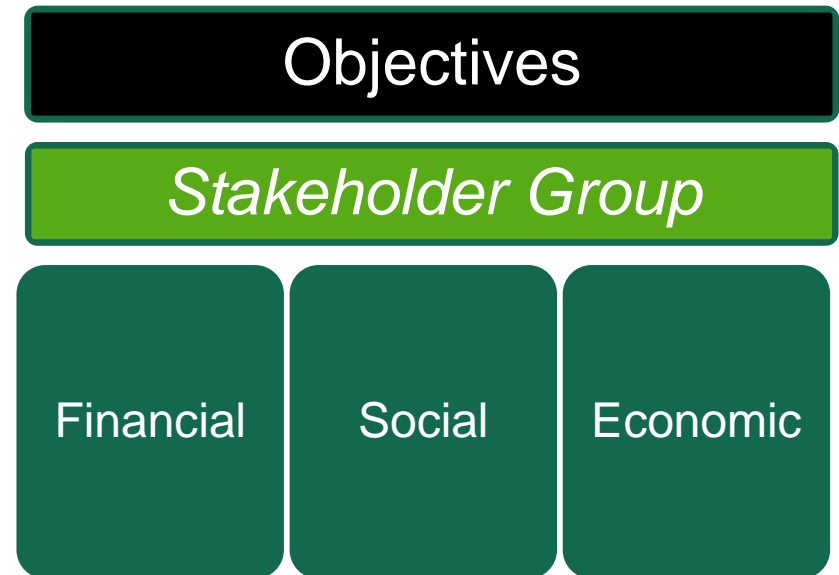 Objectives
Stakeholder Group
Financial
Social
Economic